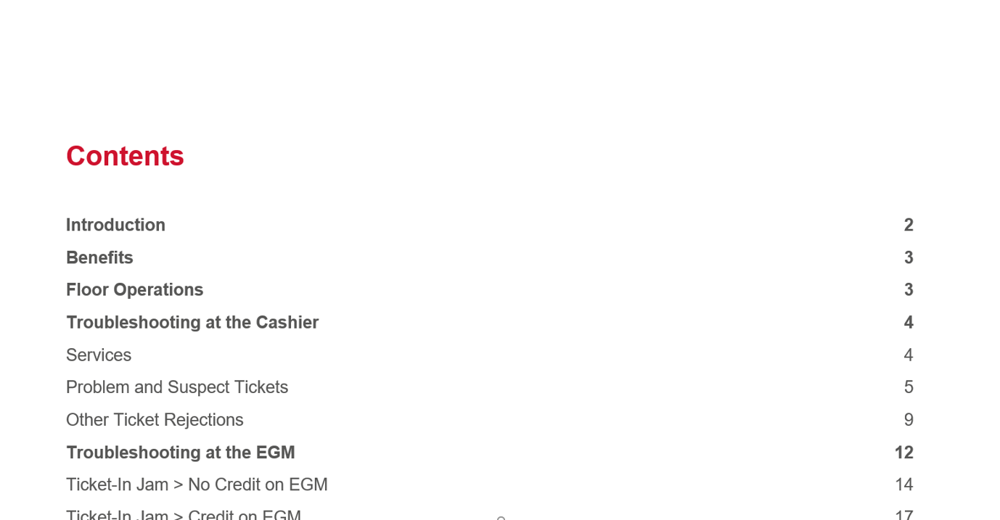 Contents
Introduction 2
Benefits 3
Floor Operations 3
Troubleshooting at the Cashier 4
Services 4
Problem and Suspect Tickets 5
Other Ticket Rejections 9
Troubleshooting at the EGM 12
Ticket-In Jam > No Credit on EGM 14
Ticket-In Jam > Credit on EGM 17